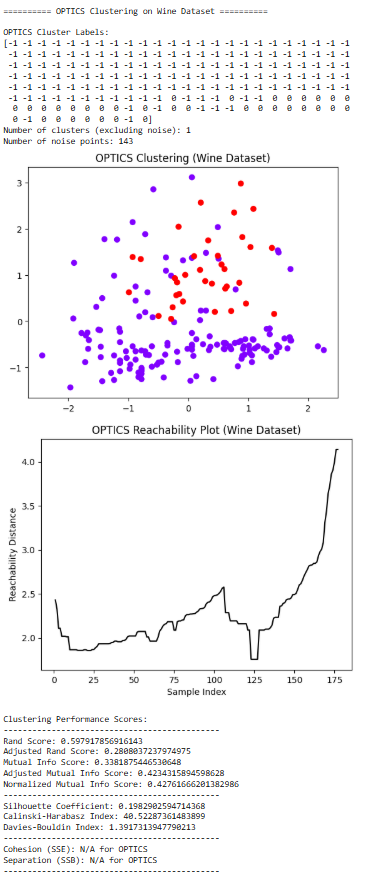 ========== OPTICS Clustering on Wine Dataset ==========
OPTICS Cluster Labels:
[-1 -1 -1 -1 -1 -1 -1 -1 -1 -1 -1 -1 -1 -1 -1 -1 -1 -1 -1 -1 -1 -1 -1 -1
-1 -1 -1 -1 -1 -1 -1 -1 -1 -1 -1 -1 -1 -1 -1 -1 -1 -1 -1 -1 -1 -1 -1 -1
-1 -1 -1 -1 -1 -1 -1 -1 -1 -1 -1 -1 -1 -1 -1 -1 -1 -1 -1 -1 -1 -1 -1 -1
-1 -1 -1 -1 -1 -1 -1 -1 -1 -1 -1 -1 -1 -1 -1 -1 -1 -1 -1 -1 -1 -1 -1 -1
-1 -1 -1 -1 -1 -1 -1 -1 -1 -1 -1 -1 -1 -1 -1 -1 -1 -1 -1 -1 -1 -1 -1 -1
-1 -1 -1 -1 -1 -1 -1 -1 -1 -1 -1 0 -1 -1 -1 0 -1 0 0 0 0 0 0 0
0 0 0 0 0 0 -1 0 -1 0 0 -1 -1 0 -1 -1 0 -1 0 0 0 0 0 0
0 -1 0 0 0 0 0 0 -1 0]
Number of clusters (excluding noise): 1
Number of noise points: 143
OPTICS Clustering (Wine Dataset)
3
2
1
0
−1
−2
−1
0
1
2
OPTICS Reachability Plot (Wine Dataset)
Reachability Distance
4.0
3.5
3.0
2.5
2.0
0
25
50
75
100
125
150
175
Sample Index
Clustering Performance Scores:
----------------------------------------
Rand Score: 0.597917856916143
Adjusted Rand Score: 0.2808037237974975
Mutual Info Score: 0.3381875446530648
Adjusted Mutual Info Score: 0.4234315894598628
Normalized Mutual Info Score: 0.42761666201382986
----------------------------------------
Silhouette Coefficient: 0.1982902594714368
Calinski-Harabasz Index: 40.52287361483899
Davies-Bouldin Index: 1.3917313947790213
----------------------------------------
Cohesion (SSE): N/A for OPTICS
Separation (SSB): N/A for OPTICS
----------------------------------------